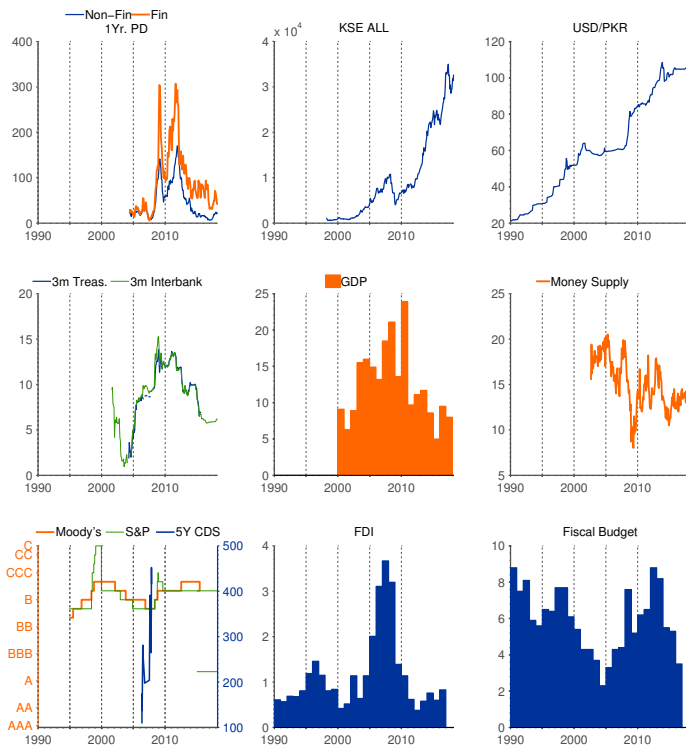 Non-Fin Fin
1Yr. PD
400
300
200
100
0
1990 2000 2010
x 10⁴
KSE ALL
4
3
2
1
0
1990 2000 2010
USD/PKR
120
100
80
60
40
20
1990 2000 2010
3m Treas. 3m Interbank
20
15
10
5
0
1990 2000 2010
GDP
25
20
15
10
5
0
1990 2000 2010
Money Supply
25
20
15
10
5
1990 2000 2010
Moody's S&P 5Y CDS
C
CC
CCC
B
BB
BBB
A
AA
AAA
500
400
300
200
100
1990 2000 2010
FDI
4
3
2
1
0
1990 2000 2010
Fiscal Budget
10
8
6
4
2
0
1990 2000 2010